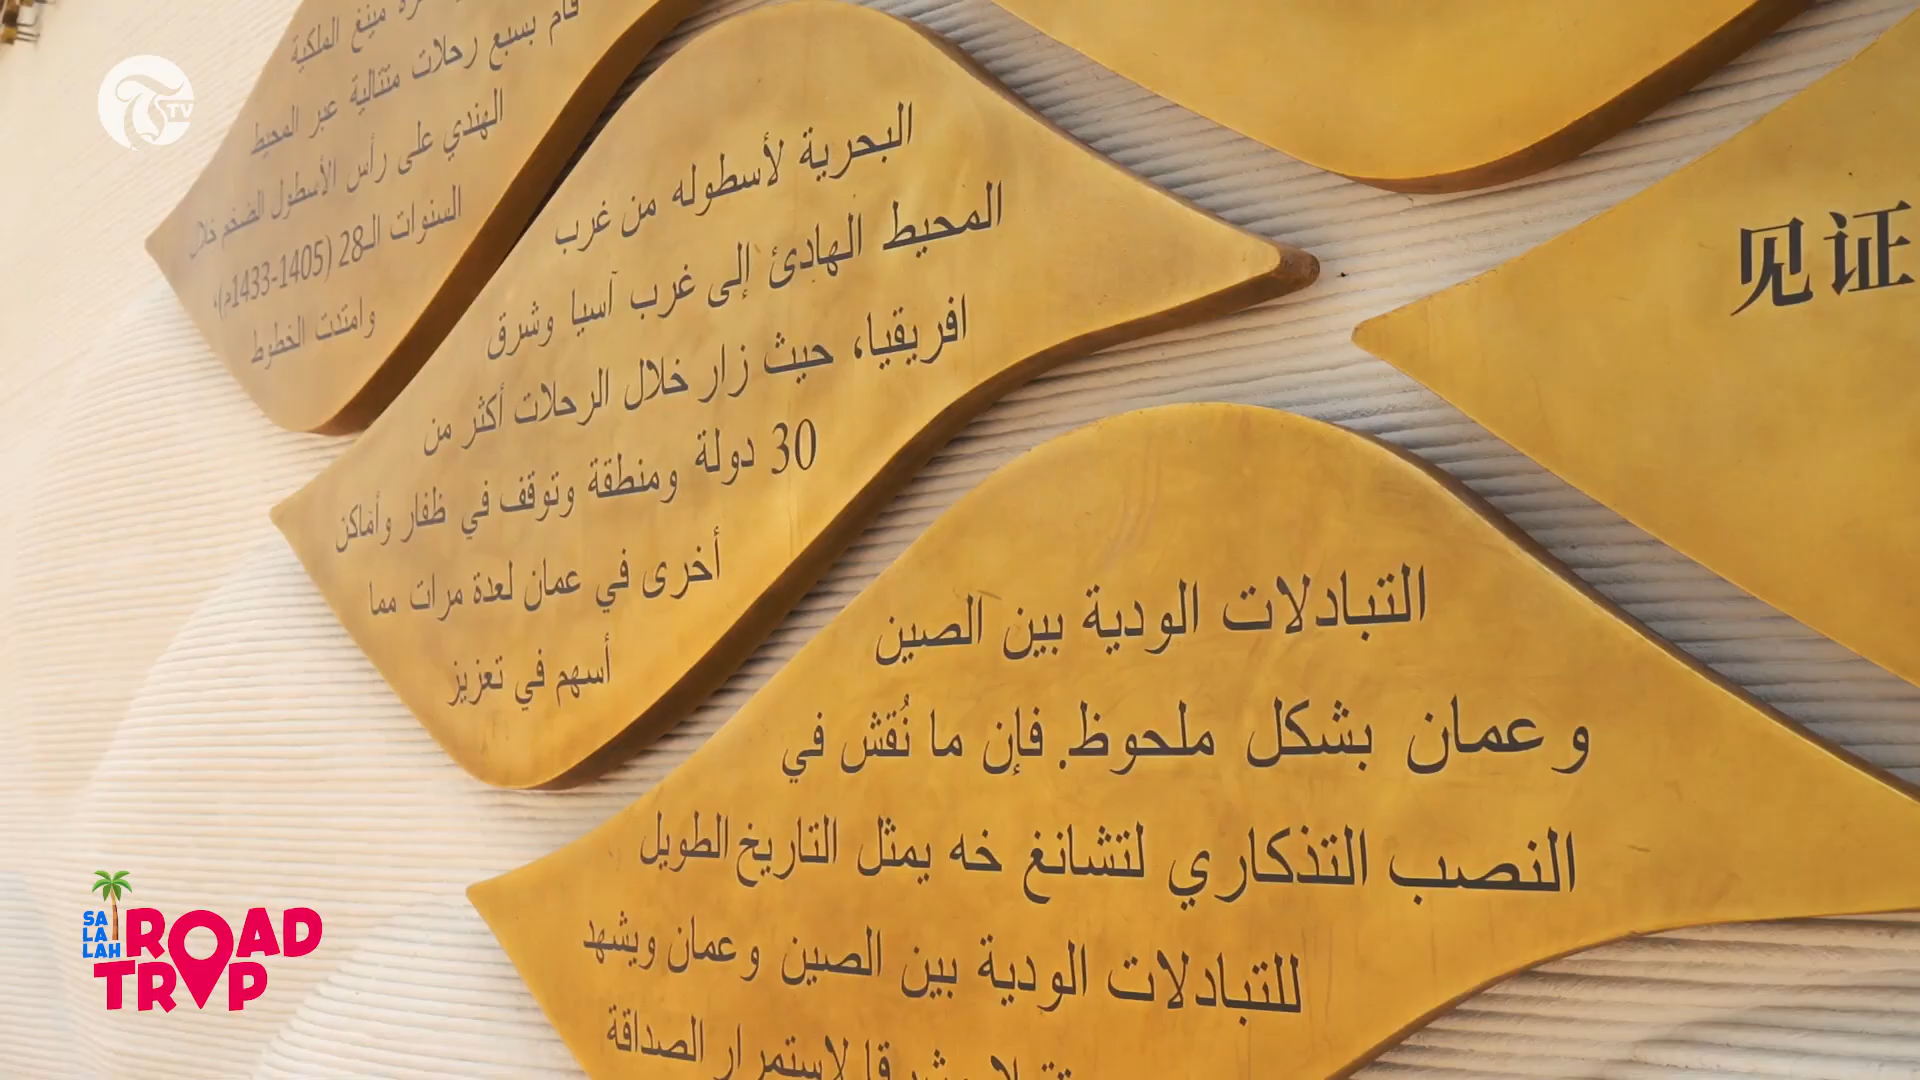 TV
مينغ الملكية
قام بسبع رحلات متتالية عبر المحيط
الهندي على رأس الأسطول الضخم خلال
السنوات الـ28 (1405-1433م)،
وامتدت الخطوط
البحرية لأسطوله من غرب
المحيط الهادئ إلى غرب آسيا وشرق
افريقيا، حيث زار خلال الرحلات أكثر من
30 دولة ومنطقة وتوقف في ظفار وأماكن
أخرى في عمان لعدة مرات مما
أسهم في تعزيز
التبادلات الودية بين الصين
وعمان بشكل ملحوظ. فإن ما نُقش في
النصب التذكاري لتشانغ خه يمثل التاريخ الطويل
للتبادلات الودية بين الصين وعمان ويشهد
لاستمرار الصداقة
见证
SALALAH ROAD TRIP